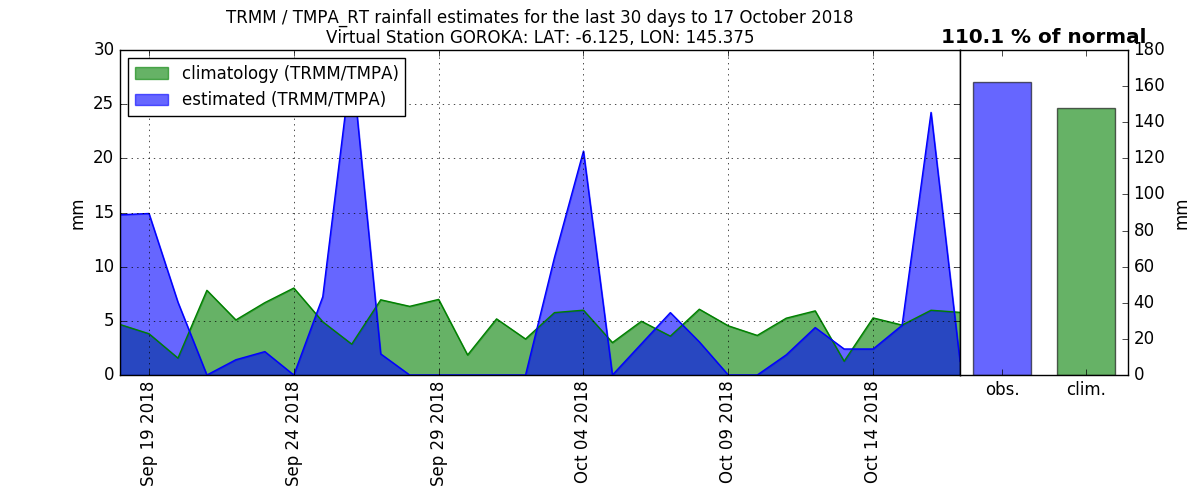 TRMM / TMPA_RT rainfall estimates for the last 30 days to 17 October 2018
Virtual Station GOROKA: LAT: -6.125, LON: 145.375
110.1 % of normal
climatology (TRMM/TMPA)
estimated (TRMM/TMPA)
30
25
20
15
10
5
0
mm
Sep 19 2018
Sep 24 2018
Sep 29 2018
Oct 04 2018
Oct 09 2018
Oct 14 2018
obs.
clim.
180
160
140
120
100
80
60
40
20
0
mm